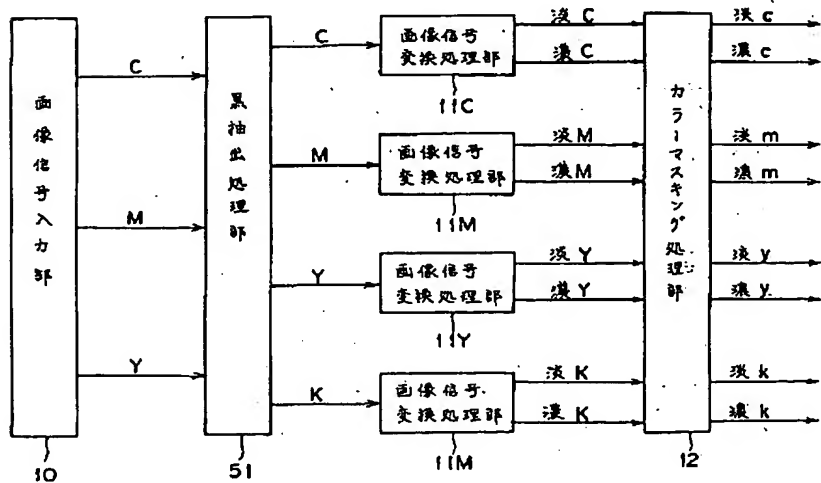 画像信号入力部
10
C
M
Y
黒抽出処理部
51
C
M
Y
K
画像信号
変換処理部
11C
画像信号
変換処理部
11M
画像信号
変換処理部
11Y
画像信号
変換処理部
11M
淡C
濃C
淡M
濃M
淡Y
濃Y
淡K
濃K
カラーマスキング処理部
12
淡c
濃c
淡m
濃m
淡y
濃y
淡k
濃k